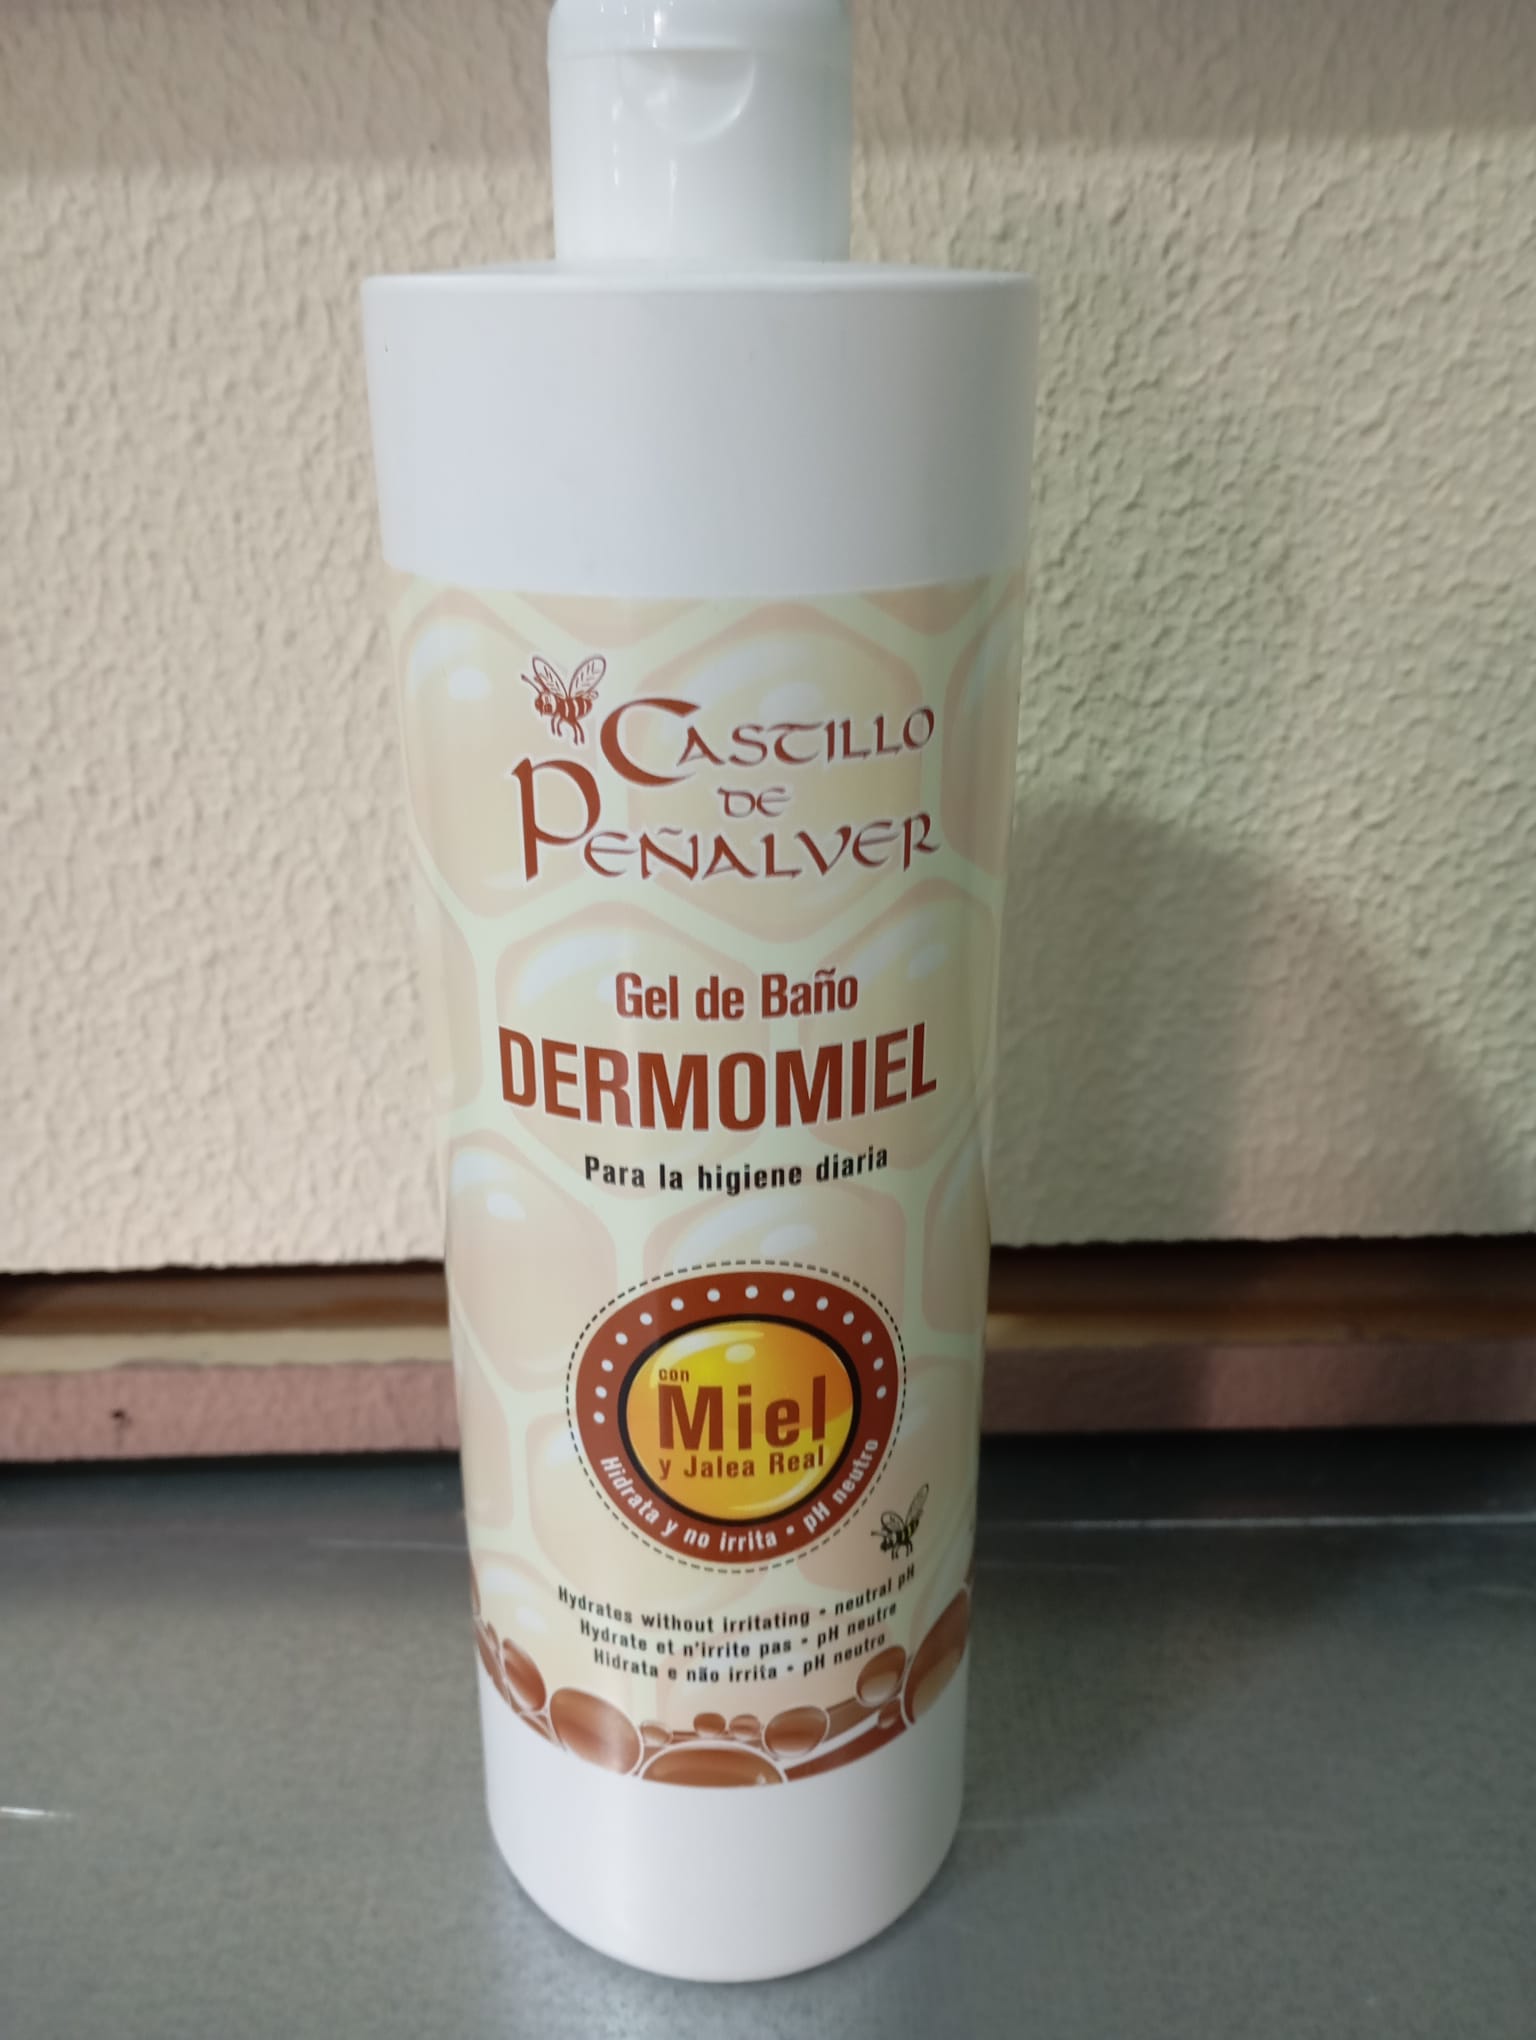 CASTILLO
DE
PEÑALVER
Gel de Baño
DERMOMIEL
Para la higiene diaria
con
Miel
y Jalea Real
Hidrata y no irrita • pH neutro
Hydrates without irritating - neutral pH
Hydrate et n'irrite pas - pH neutre
Hidrata e não irrita - pH neutro